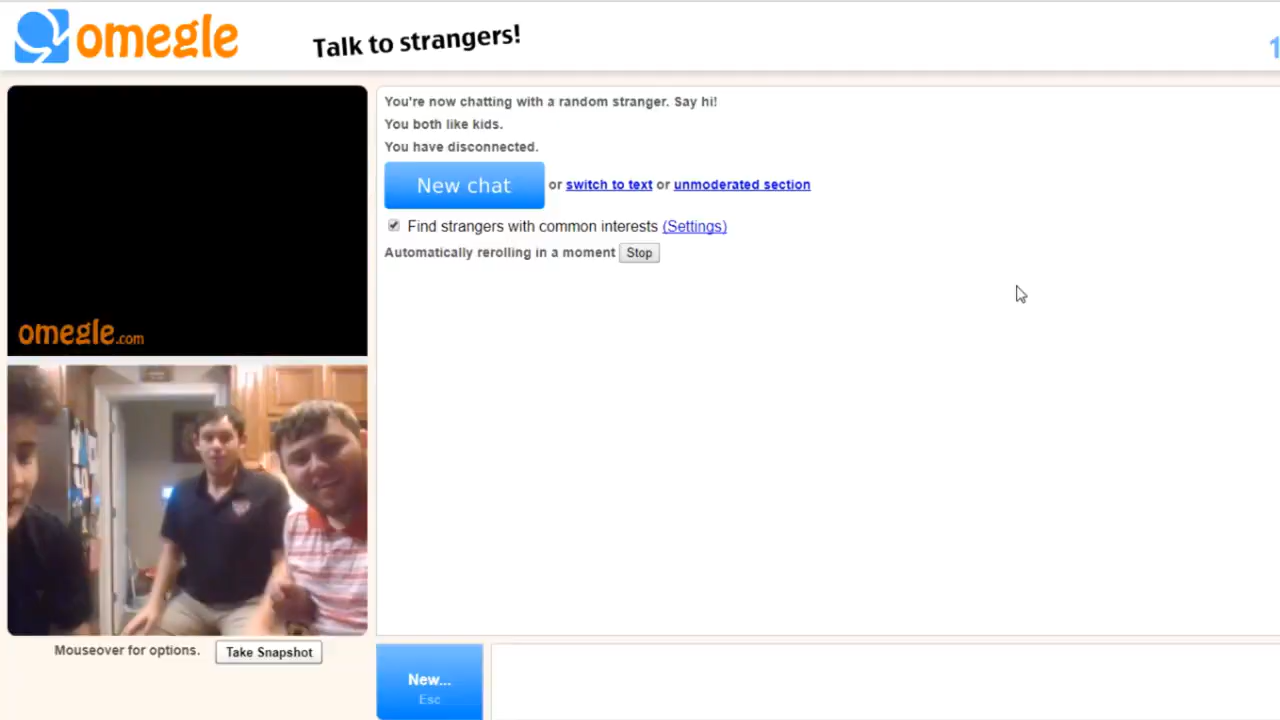 omegle
Talk to strangers!
1
You're now chatting with a random stranger. Say hi!
You both like kids.
You have disconnected.
New chat or switch to text or unmoderated section
Find strangers with common interests (Settings)
Automatically rerolling in a moment Stop
omegle.com
Mouseover for options. Take Snapshot
New...
Esc